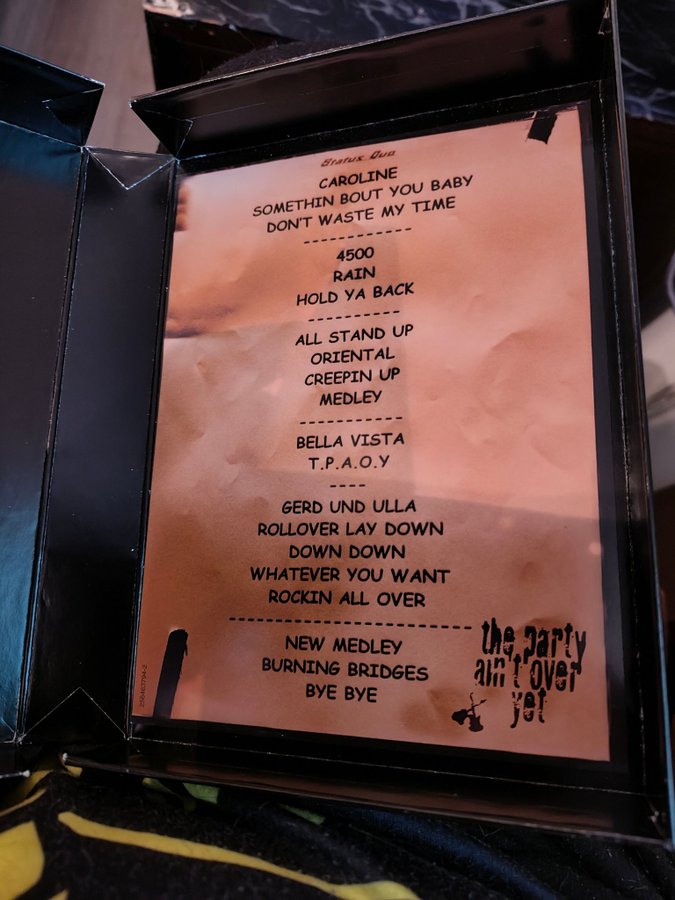 Status Quo
CAROLINE
SOMETHIN BOUT YOU BABY
DON'T WASTE MY TIME
------------
4500
RAIN
HOLD YA BACK
----------
ALL STAND UP
ORIENTAL
CREEPIN UP
MEDLEY
-----------
BELLA VISTA
T.P.A.O.Y
----
GERD UND ULLA
ROLLOVER LAY DOWN
DOWN DOWN
WHATEVER YOU WANT
ROCKIN ALL OVER
--------------------------
NEW MEDLEY
BURNING BRIDGES
BYE BYE
the party
ain't over
yet
256463794-2